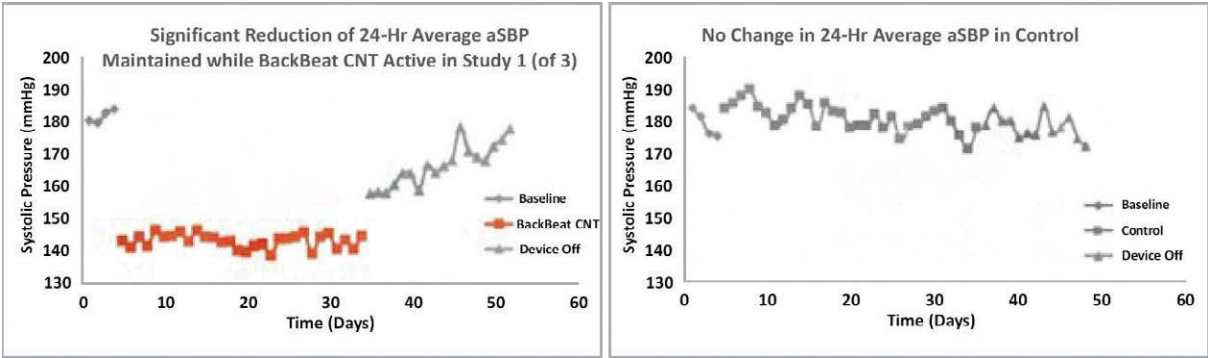 Significant Reduction of 24-Hr Average aSBP
Maintained while BackBeat CNT Active in Study 1 (of 3)
Systolic Pressure (mmHg)
200
190
180
170
160
150
140
130
0
10
20
30
40
50
60
Time (Days)
Baseline
BackBeat CNT
Device Off
No Change in 24-Hr Average aSBP in Control
Systolic Pressure (mmHg)
200
190
180
170
160
150
140
130
0
10
20
30
40
50
60
Time (Days)
Baseline
Control
Device Off